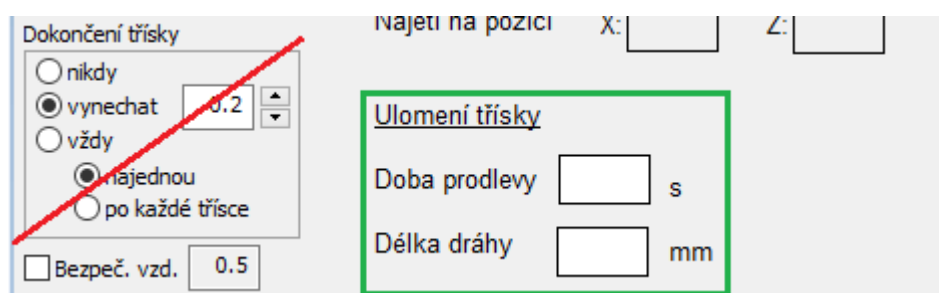 Dokončení třísky
nikdy
vynechat 0.2
vždy
najednou
po každé třísce
Bezpeč. vzd. 0.5
Najetí na pozici X: Z:
Ulomení třísky
Doba prodlevy s
Délka dráhy mm